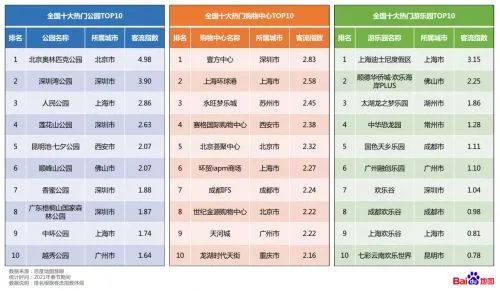 全国十大热门公园TOP10
排名 公园名称 所属城市 客流指数
1 北京奥林匹克公园 北京市 4.98
2 深圳湾公园 深圳市 3.90
3 人民公园 上海市 2.86
4 莲花山公园 深圳市 2.63
5 昆明池·七夕公园 西安市 2.07
6 顺峰山公园 佛山市 2.07
7 香蜜公园 深圳市 1.88
8 广东梧桐山国家森林公园 深圳市 1.87
9 中环公园 上海市 1.74
10 越秀公园 广州市 1.64
全国十大热门购物中心TOP10
排名 购物中心名称 所属城市 客流指数
1 壹方中心 深圳市 2.83
2 上海环球港 上海市 2.58
3 永旺梦乐城 苏州市 2.45
4 赛格国际购物中心 西安市 2.38
5 北京荟聚中心 北京市 2.32
6 环贸iapm商场 上海市 2.27
7 成都IFS 成都市 2.24
8 世纪金源购物中心 北京市 2.22
9 天河城 广州市 2.22
10 龙湖时代天街 重庆市 2.16
全国十大热门游乐园TOP10
排名 游乐园名称 所属城市 客流指数
1 上海迪士尼度假区 上海市 3.15
2 顺德华侨城·欢乐海岸PLUS 佛山市 2.25
3 太湖龙之梦乐园 湖州市 1.86
4 中华恐龙园 常州市 1.28
5 国色天乡乐园 成都市 1.11
6 广州融创乐园 广州市 1.10
7 欢乐谷 深圳市 1.04
8 成都欢乐谷 成都市 0.98
9 上海欢乐谷 上海市 0.81
10 七彩云南欢乐世界 昆明市 0.78
数据来源：百度地图慧眼
统计时间：2021年春节期间
数据说明：排名根据客流指数排名
Bai du 地图